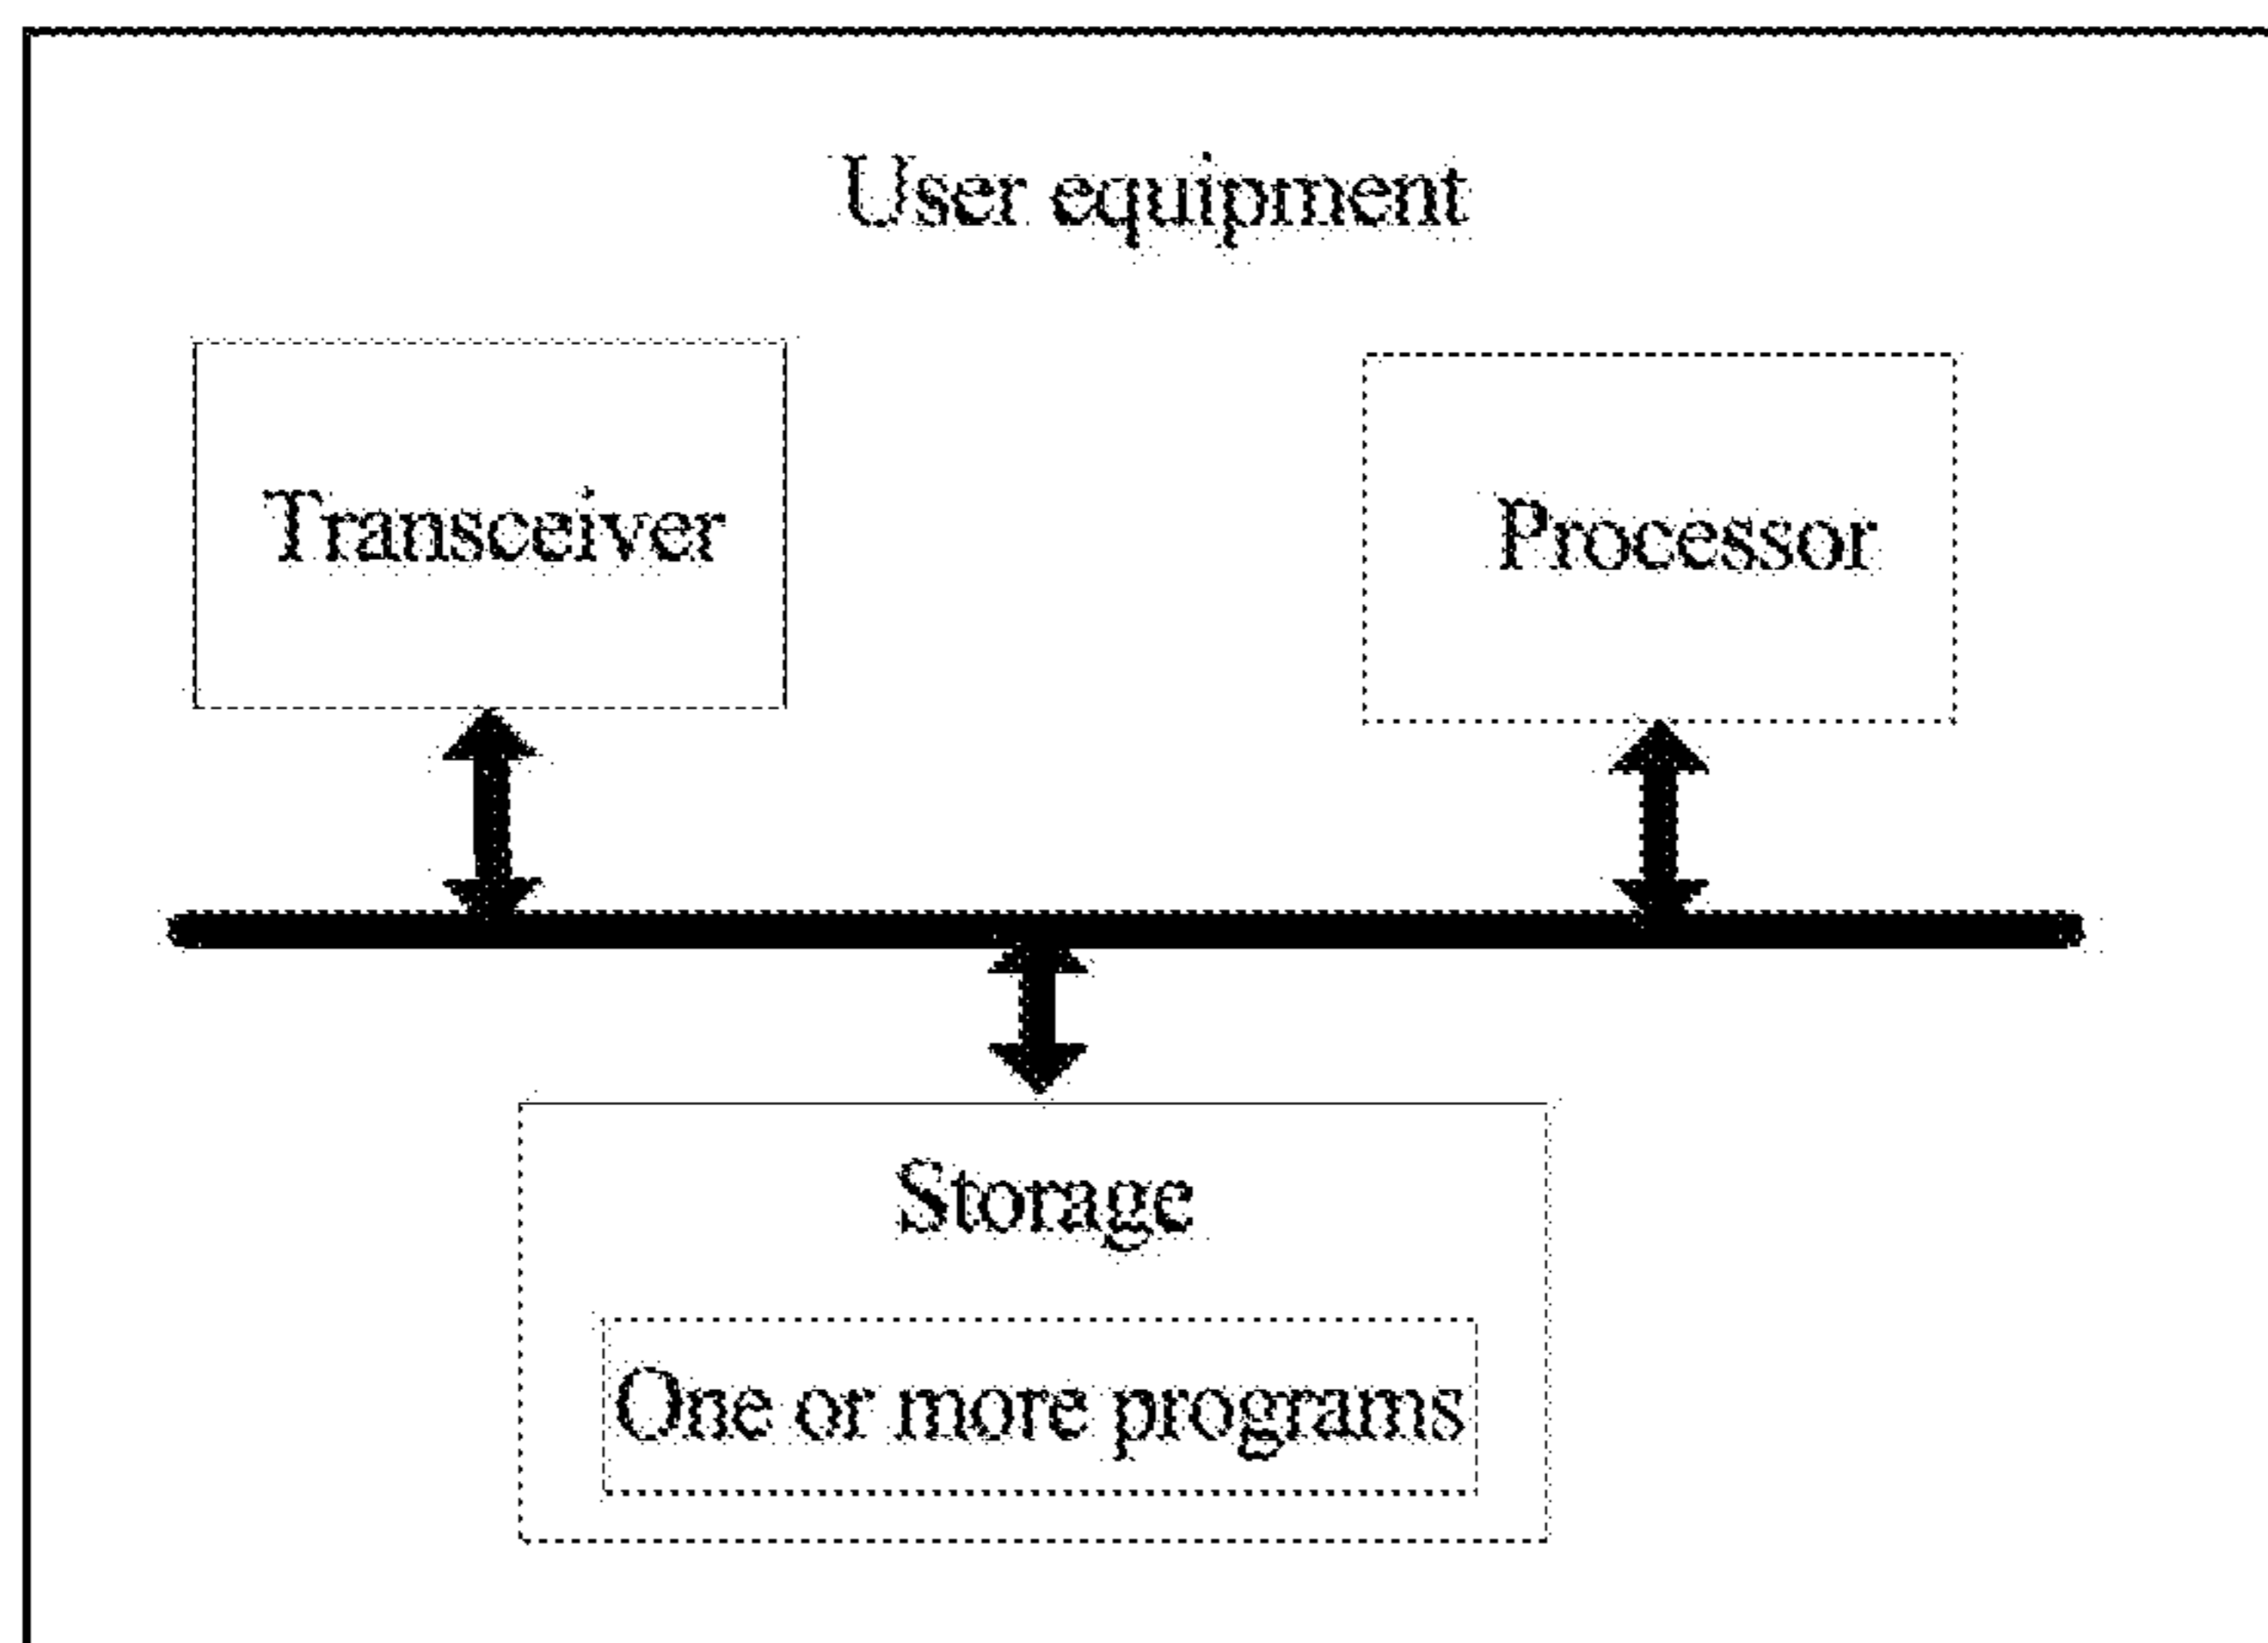 User equipment
Transceiver
Processor
Storage
One or more programs